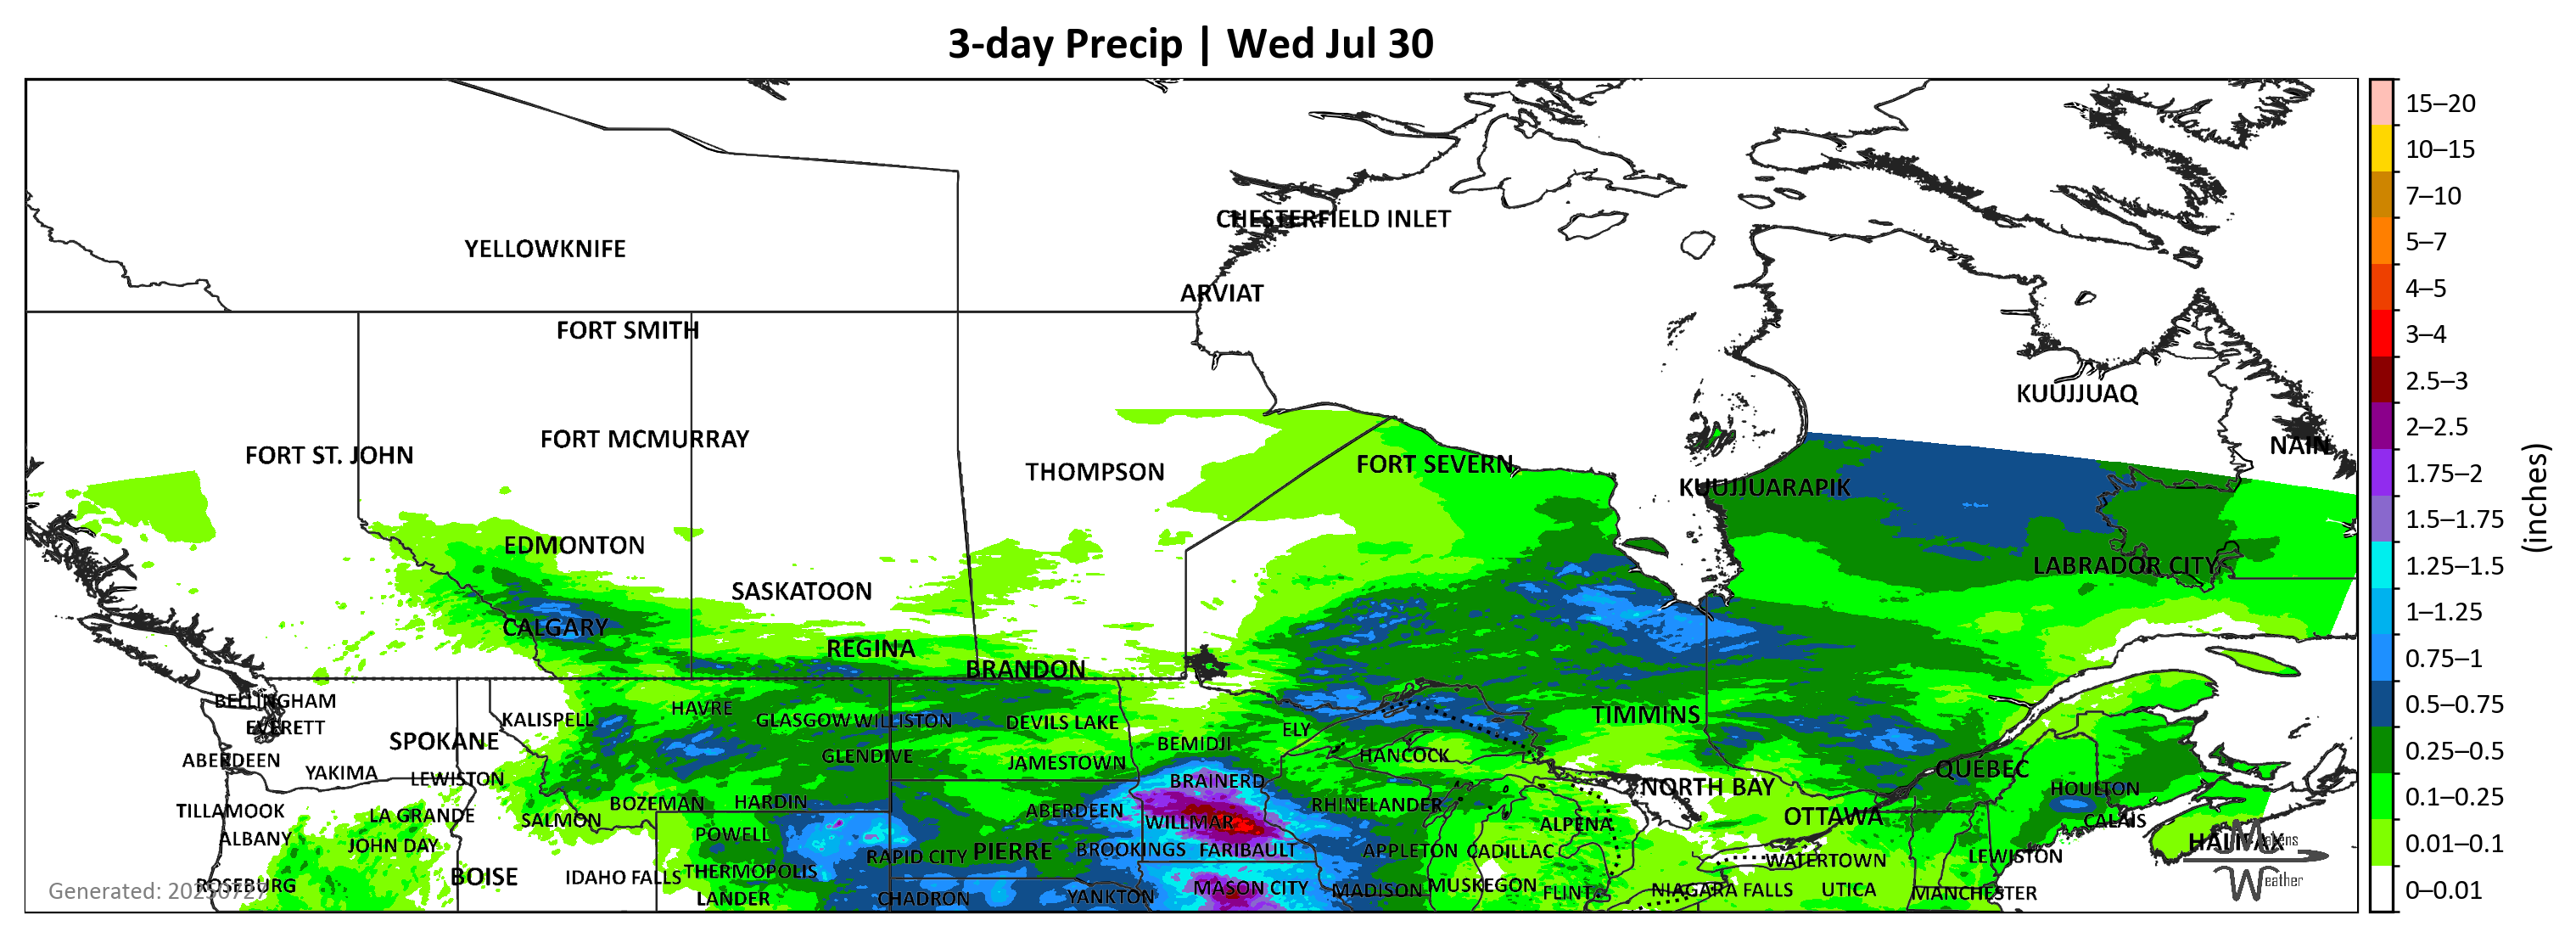 3-day Precip | Wed Jul 30
YELLOWKNIFE
CHESTERFIELD INLET
ARVIAT
FORT SMITH
KUUJJUAQ
FORT ST. JOHN
FORT MCMURRAY
THOMPSON
FORT SEVERN
NAIN
KUUJJUARAPIK
EDMONTON
LABRADOR CITY
SASKATOON
CALGARY
REGINA
BRANDON
BELLINGHAM
EVERETT
KALISPELL
HAVRE
GLASGOW
WILLISTON
DEVILS LAKE
ELY
TIMMINS
SPOKANE
BEMIDJI
ABERDEEN
GLENDIVE
JAMESTOWN
HANCOCK
QUÉBEC
YAKIMA
LEWISTON
BRAINERD
NORTH BAY
HOULTON
TILLAMOOK
LA GRANDE
BOZEMAN
HARDIN
ABERDEEN
RHINELANDER
OTTAWA
SALMON
WILLMAR
ALPENA
CALAIS
ALBANY
JOHN DAY
POWELL
RAPID CITY
PIERRE
BROOKINGS
FARIBAULT
APPLETON
CADILLAC
WATERTOWN
LEWISTON
HALIFAX
ROSEBURG
BOISE
IDAHO FALLS
THERMOPOLIS
LANDER
CHADRON
YANKTON
MASON CITY
MADISON
MUSKEGON
FLINT
NIAGARA FALLS
UTICA
MANCHESTER
Generated: 20250727
Weather
15–20
10–15
7–10
5–7
4–5
3–4
2.5–3
2–2.5
1.75–2
1.5–1.75
1.25–1.5
1–1.25
0.75–1
0.5–0.75
0.25–0.5
0.1–0.25
0.01–0.1
0–0.01
(inches)